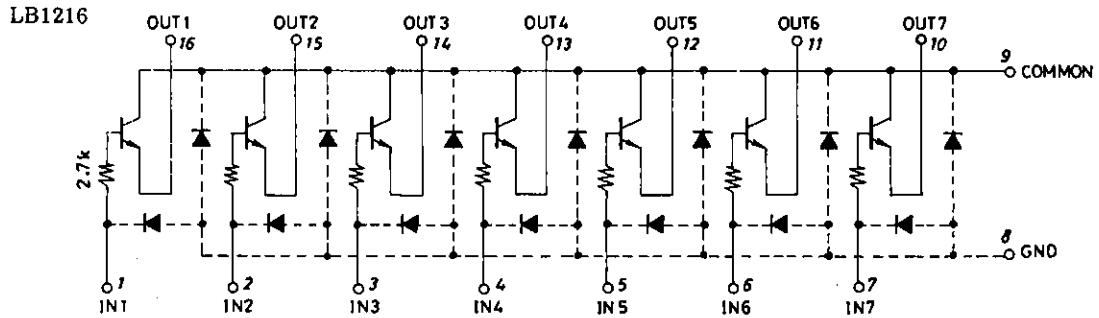 LB1216
OUT1 OUT2 OUT3 OUT4 OUT5 OUT6 OUT7
16 15 14 13 12 11 10
9
COMMON
2.7k
8
GND
1 2 3 4 5 6 7
IN1 IN2 IN3 IN4 IN5 IN6 IN7